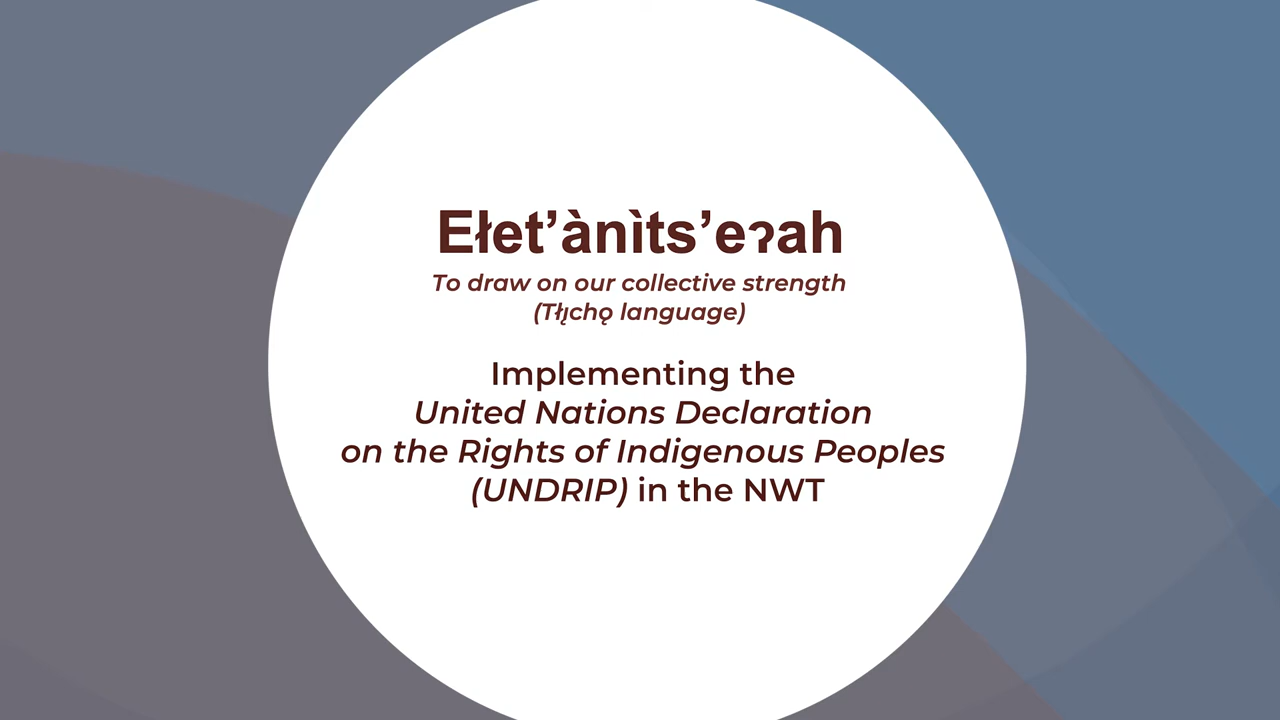 Ełet’ànìts’eɂah
To draw on our collective strength
(Tłı̨chǫ language)
Implementing the
United Nations Declaration
on the Rights of Indigenous Peoples
(UNDRIP) in the NWT